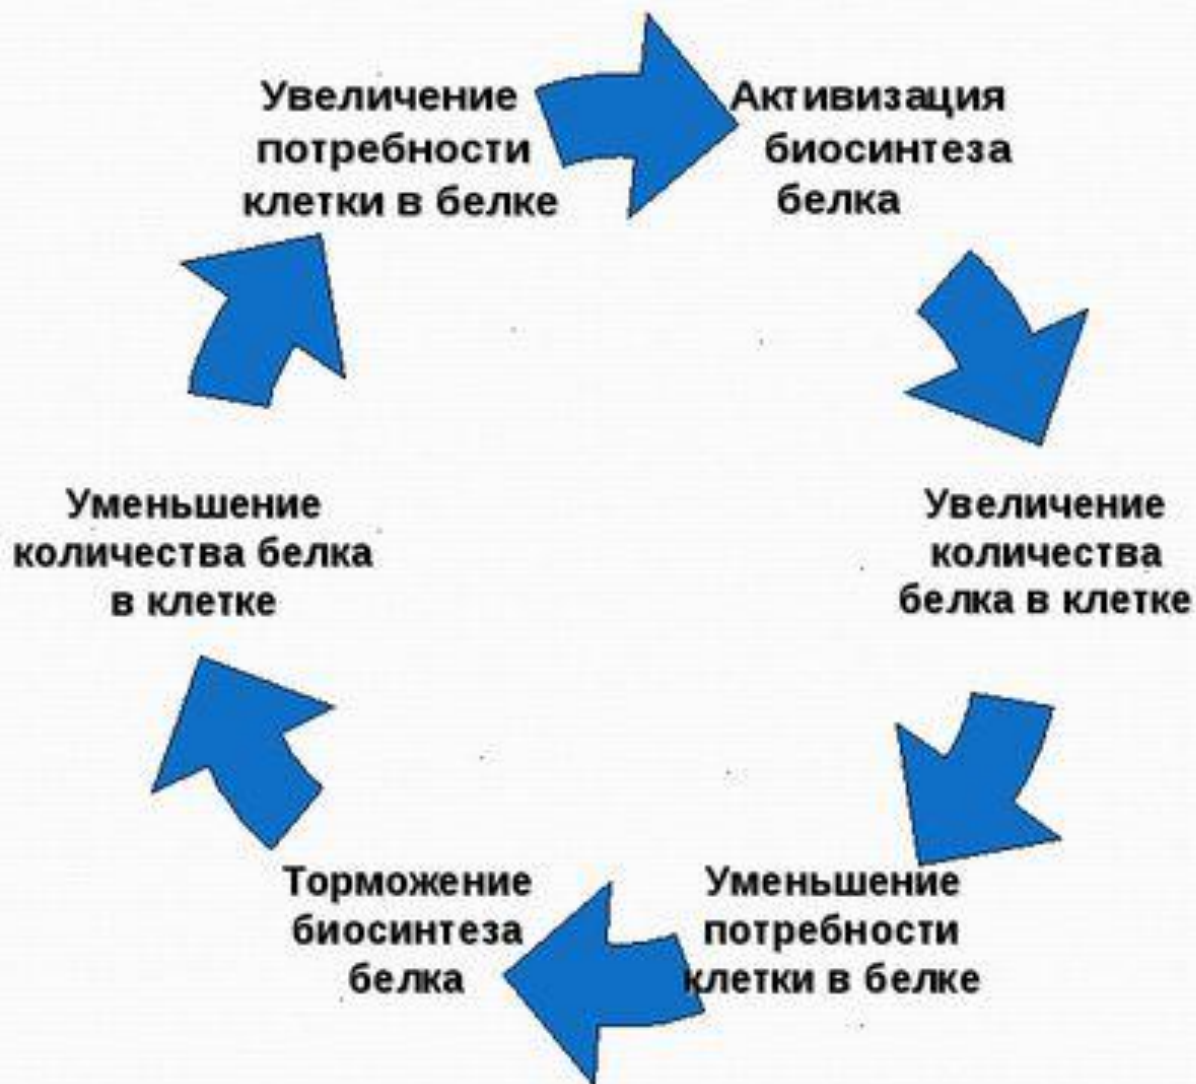 Увеличение
потребности
клетки в белке
Активизация
биосинтеза
белка
Увеличение
количества
белка в клетке
Уменьшение
потребности
клетки в белке
Торможение
биосинтеза
белка
Уменьшение
количества белка
в клетке